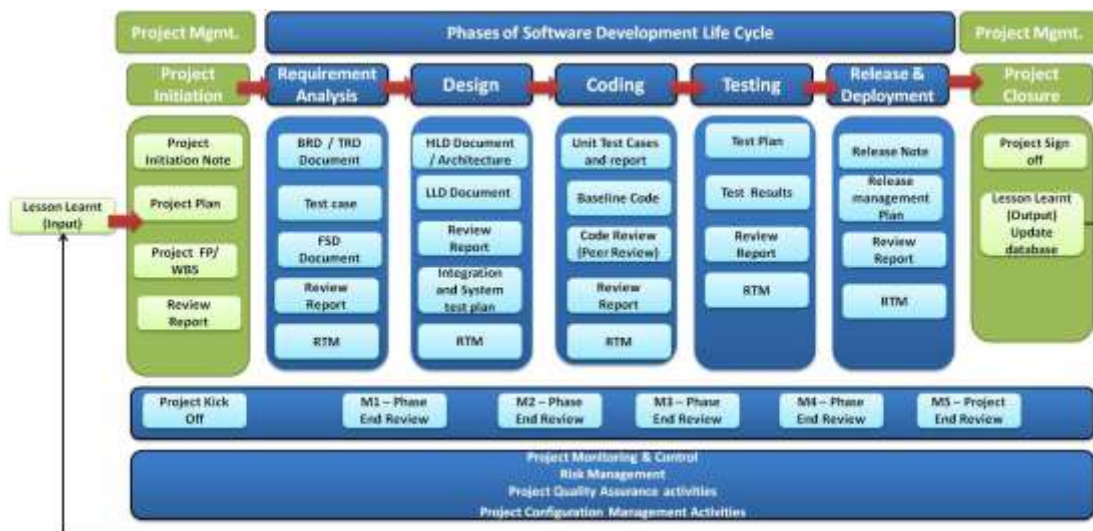 Project Mgmt.
Phases of Software Development Life Cycle
Project Mgmt.
Project
Initiation
Requirement
Analysis
Design
Coding
Testing
Release &
Deployment
Project
Closure
Lesson Learnt
(Input)
Project
Initiation Note
Project Plan
Project FP/
WBS
Review
Report
BRD / TRD
Document
Test case
FSD
Document
Review
Report
RTM
HLD Document
/ Architecture
LLD Document
Review
Report
Integration
and System
test plan
RTM
Unit Test Cases
and report
Baseline Code
Code Review
(Peer Review)
Review
Report
RTM
Test Plan
Test Results
Review
Report
RTM
Release Note
Release
management
Plan
Review
Report
RTM
Project Sign
off
Lesson Learnt
(Output)
Update
database
Project Kick
Off
M1 – Phase
End Review
M2 – Phase
End Review
M3 – Phase
End Review
M4 – Phase
End Review
M5 – Project
End Review
Project Monitoring & Control
Risk Management
Project Quality Assurance activities
Project Configuration Management Activities